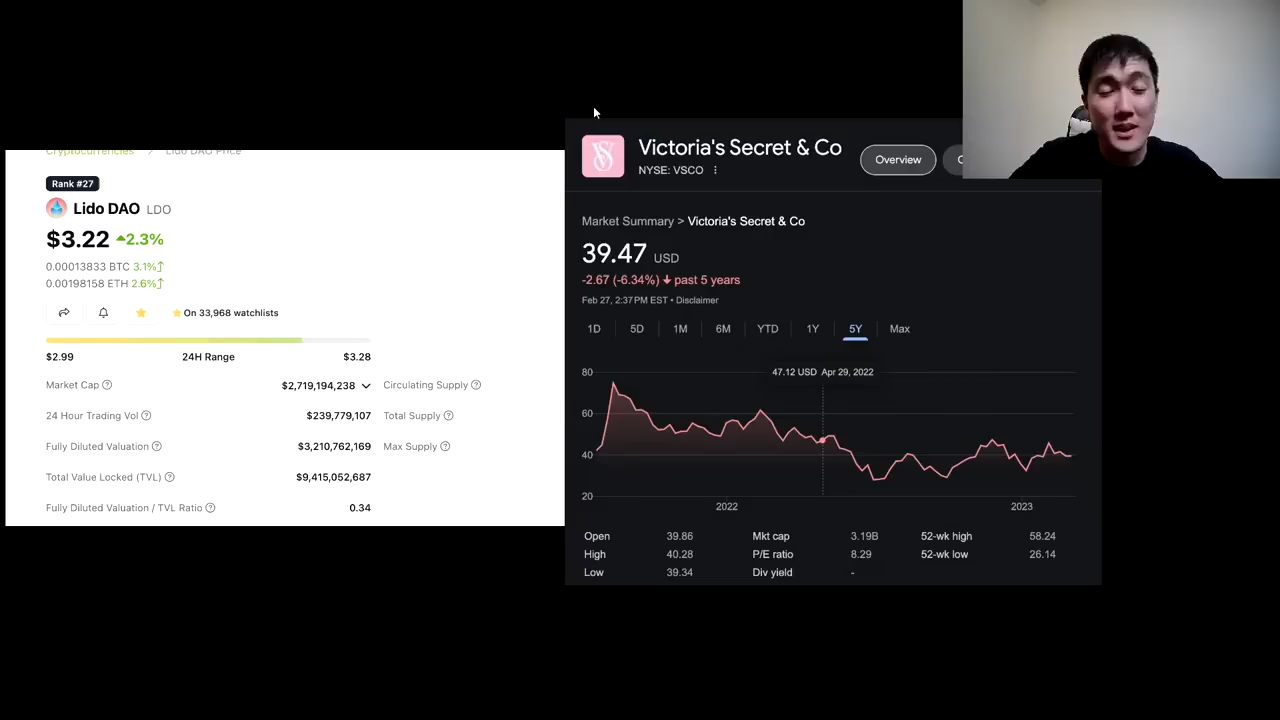 Cryptocurrencies > Lido DAO Price
Rank #27
Lido DAO LDO
$3.22 2.3%
0.00013833 BTC 3.1%
0.00198158 ETH 2.6%
On 33,968 watchlists
$2.99 24H Range $3.28
Market Cap $2,719,194,238 Circulating Supply
24 Hour Trading Vol $239,779,107 Total Supply
Fully Diluted Valuation $3,210,762,169 Max Supply
Total Value Locked (TVL) $9,415,052,687
Fully Diluted Valuation / TVL Ratio 0.34
Victoria's Secret & Co
NYSE: VSCO
Overview
Market Summary > Victoria's Secret & Co
39.47 USD
-2.67 (-6.34%) past 5 years
Feb 27, 2:37 PM EST • Disclaimer
1D 5D 1M 6M YTD 1Y 5Y Max
47.12 USD Apr 29, 2022
80
60
40
20
2022 2023
Open 39.86 Mkt cap 3.19B 52-wk high 58.24
High 40.28 P/E ratio 8.29 52-wk low 26.14
Low 39.34 Div yield -